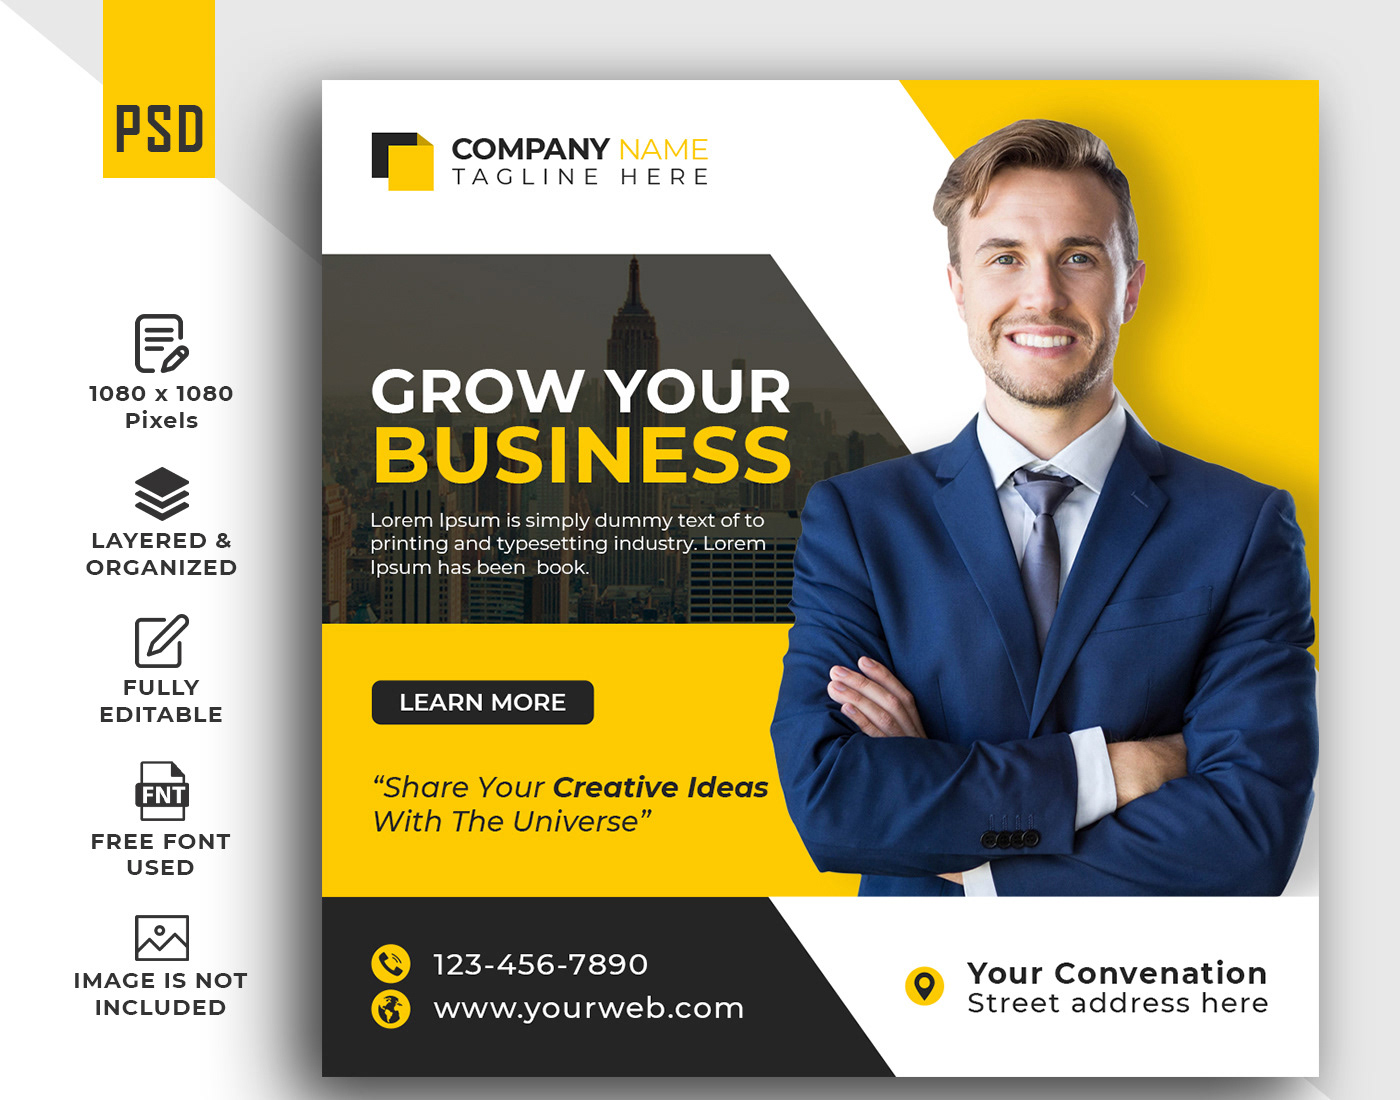 PSD
1080 x 1080
Pixels
LAYERED &
ORGANIZED
FULLY
EDITABLE
FNT
FREE FONT
USED
IMAGE IS NOT
INCLUDED
COMPANY NAME
TAGLINE HERE
GROW YOUR
BUSINESS
Lorem Ipsum is simply dummy text of to
printing and typesetting industry. Lorem
Ipsum has been  book.
LEARN MORE
“Share Your Creative Ideas
With The Universe”
123-456-7890
www.yourweb.com
Your Convenation
Street address here